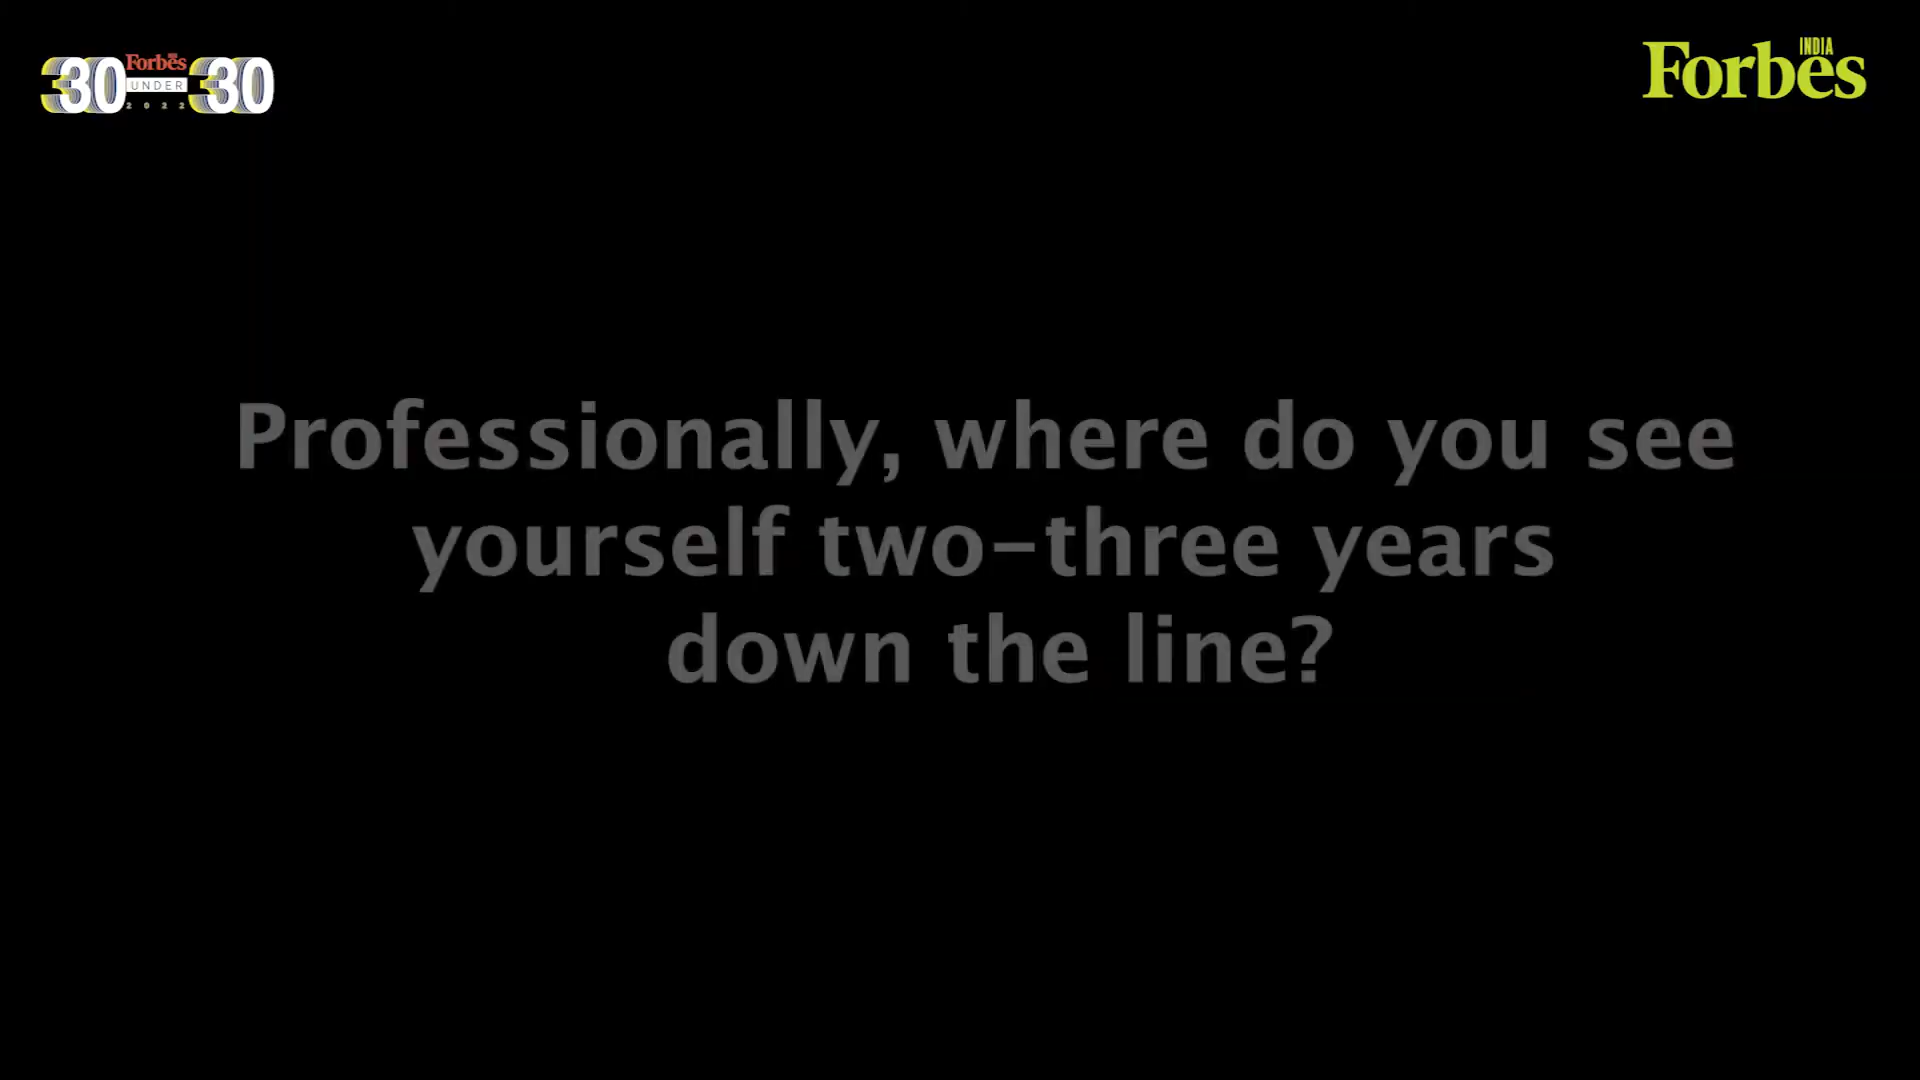 30 Forbes UNDER 2022 30
Forbes INDIA
Professionally, where do you see
yourself two-three years
down the line?